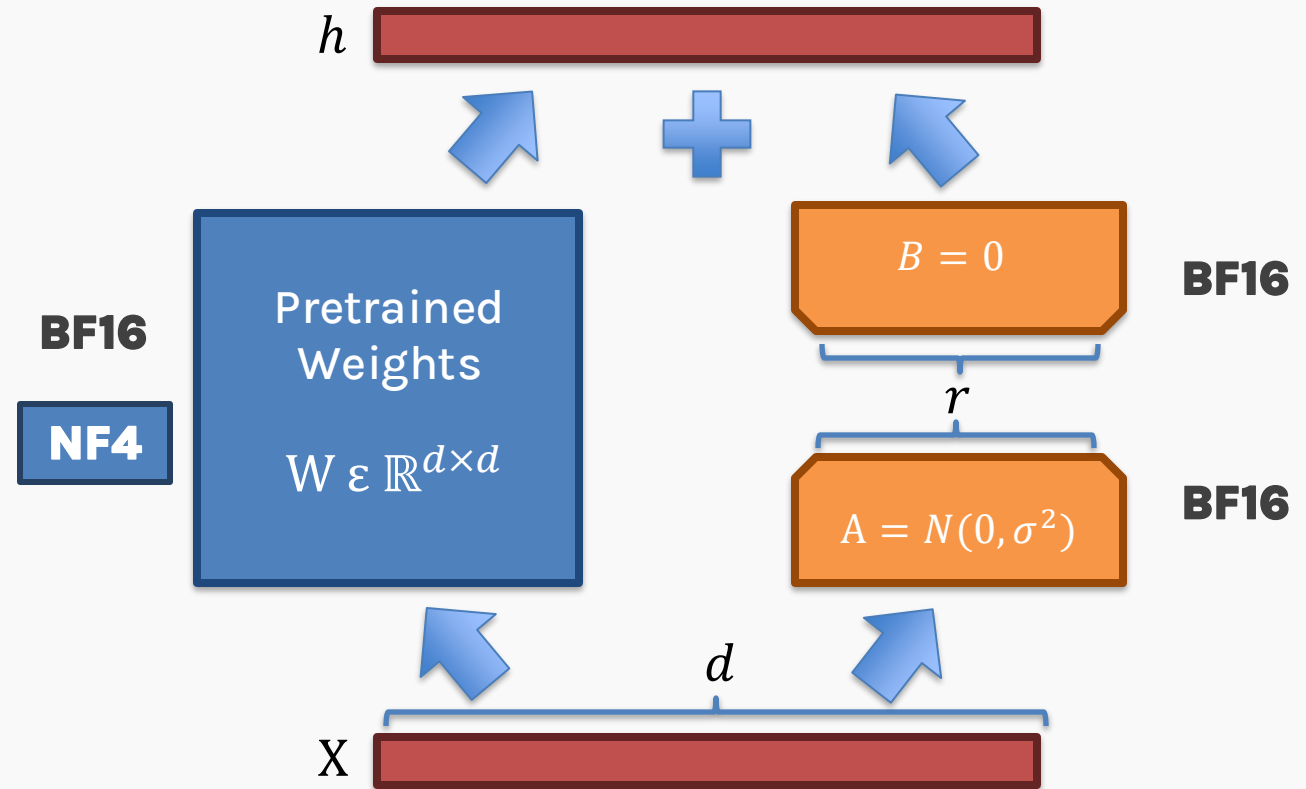 h
Pretrained
Weights
W ε ℝ^{d×d}
BF16
NF4
B = 0
BF16
r
A = N(0, σ²)
BF16
d
X